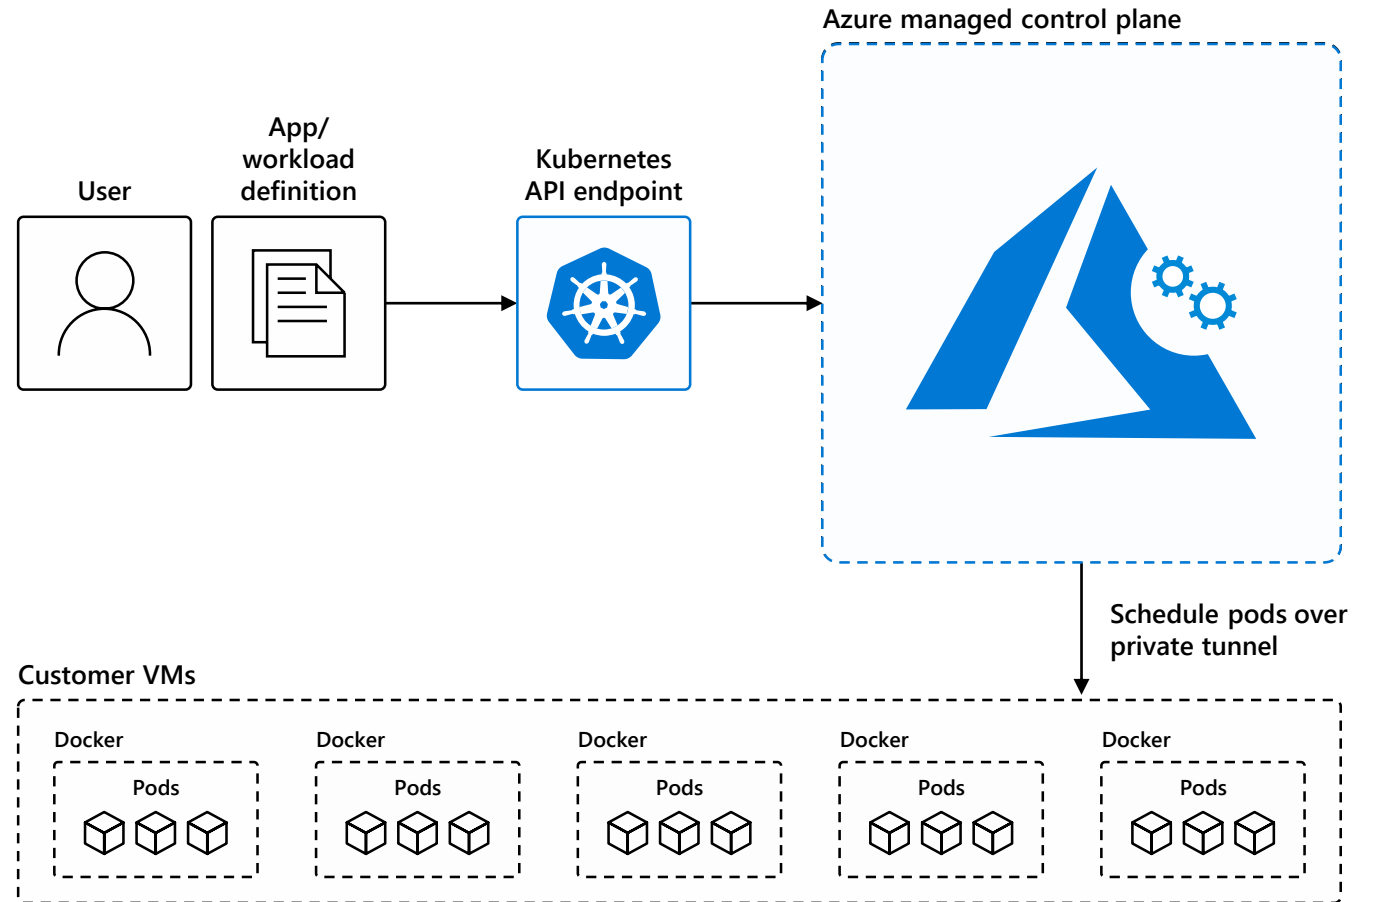 Azure managed control plane
App/
workload
definition
User
Kubernetes
API endpoint
Schedule pods over
private tunnel
Customer VMs
Docker
Docker
Docker
Docker
Docker
Pods
Pods
Pods
Pods
Pods